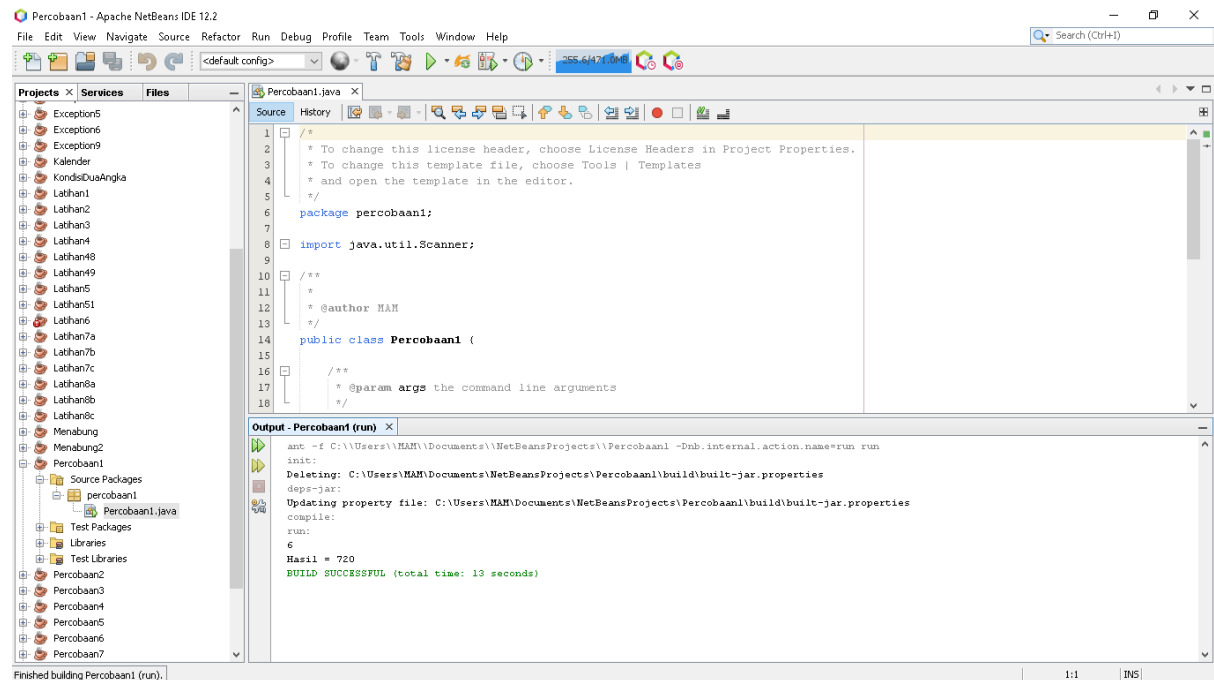 Percobaan1 - Apache NetBeans IDE 12.2
File Edit View Navigate Source Refactor Run Debug Profile Team Tools Window Help
Search (Ctrl+I)
<default config>
255.6/471.0MB
Projects Services Files
Exception5
Exception6
Exception9
Kalender
KondisiDuaAngka
Latihan1
Latihan2
Latihan3
Latihan4
Latihan48
Latihan49
Latihan5
Latihan51
Latihan6
Latihan7a
Latihan7b
Latihan7c
Latihan8a
Latihan8b
Latihan8c
Menabung
Menabung2
Percobaan1
Source Packages
percobaan1
Percobaan1.java
Test Packages
Libraries
Test Libraries
Percobaan2
Percobaan3
Percobaan4
Percobaan5
Percobaan6
Percobaan7
Percobaan1.java
Source History
1 /*
2 * To change this license header, choose License Headers in Project Properties.
3 * To change this template file, choose Tools | Templates
4 * and open the template in the editor.
5 */
6 package percobaan1;
7
8 import java.util.Scanner;
9
10 /**
11 *
12 * @author MAM
13 */
14 public class Percobaan1 {
15
16 /**
17 * @param args the command line arguments
18 */
Output - Percobaan1 (run)
ant -f C:\\Users\\MAM\\Documents\\NetBeansProjects\\Percobaan1 -Dnb.internal.action.name=run run
init:
Deleting: C:\Users\MAM\Documents\NetBeansProjects\Percobaan1\build\built-jar.properties
deps-jar:
Updating property file: C:\Users\MAM\Documents\NetBeansProjects\Percobaan1\build\built-jar.properties
compile:
run:
6
Hasil = 720
BUILD SUCCESSFUL (total time: 13 seconds)
Finished building Percobaan1 (run).
1:1 INS